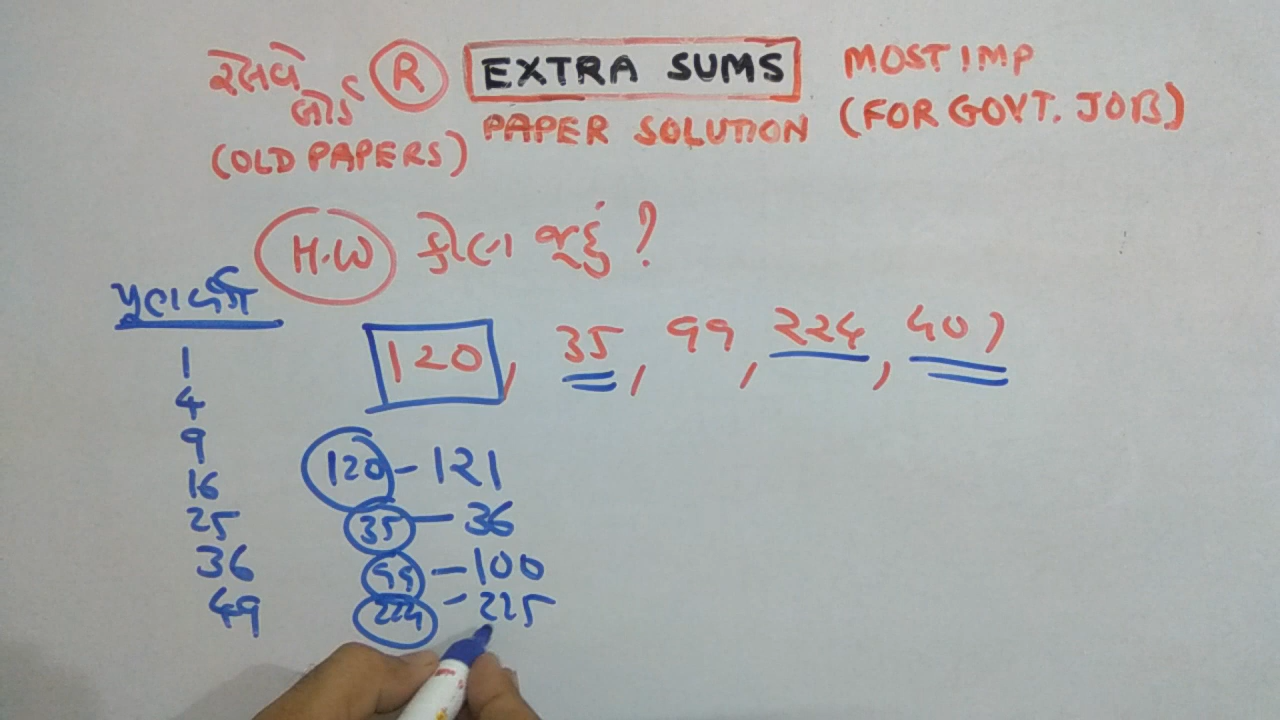 રેલવે બોર્ડ (R) EXTRA SUMS MOST IMP
(OLD PAPERS) PAPER SOLUTION (FOR GOVT. JOB)
H.W કોણ જૂદું ?
પૂર્ણવર્ગ
120, 35, 99, 224,
1
4
9
16
25
36
49
120 - 121
35 - 36
99 - 100
224 - 225